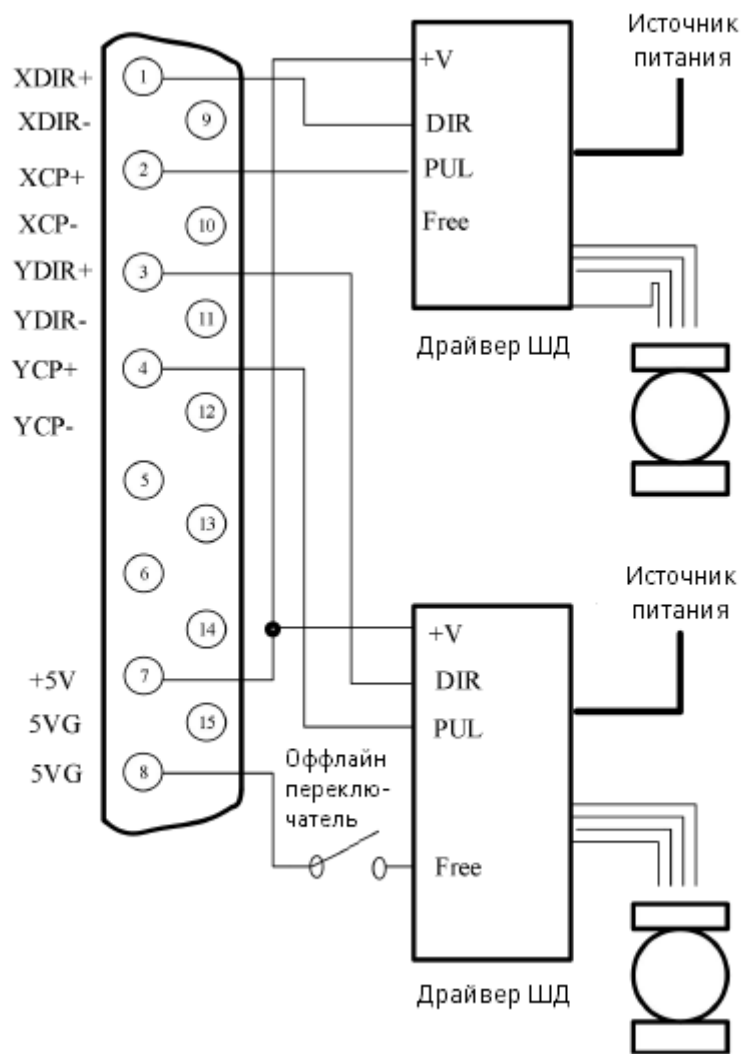 Источник
питания
XDIR+
1
+V
XDIR-
9
DIR
XCP+
2
PUL
XCP-
10
Free
YDIR+
3
YDIR-
11
Драйвер ШД
YCP+
4
YCP-
12
5
13
6
Источник
питания
14
+V
+5V
7
DIR
5VG
15
PUL
5VG
8
Оффлайн
переклю-
чатель
Free
Драйвер ШД